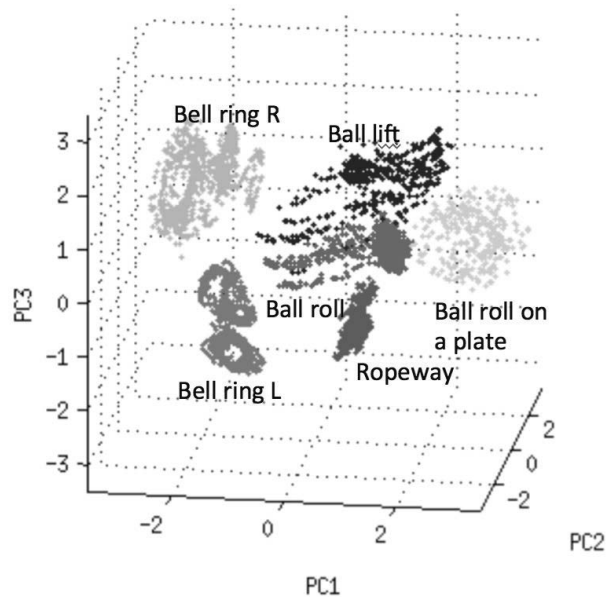 Bell ring R
Ball lift
3
2
1
0
-1
-2
-3
PC3
Ball roll
Ball roll on
a plate
Ropeway
Bell ring L
2
0
-2
PC2
-2
0
2
PC1